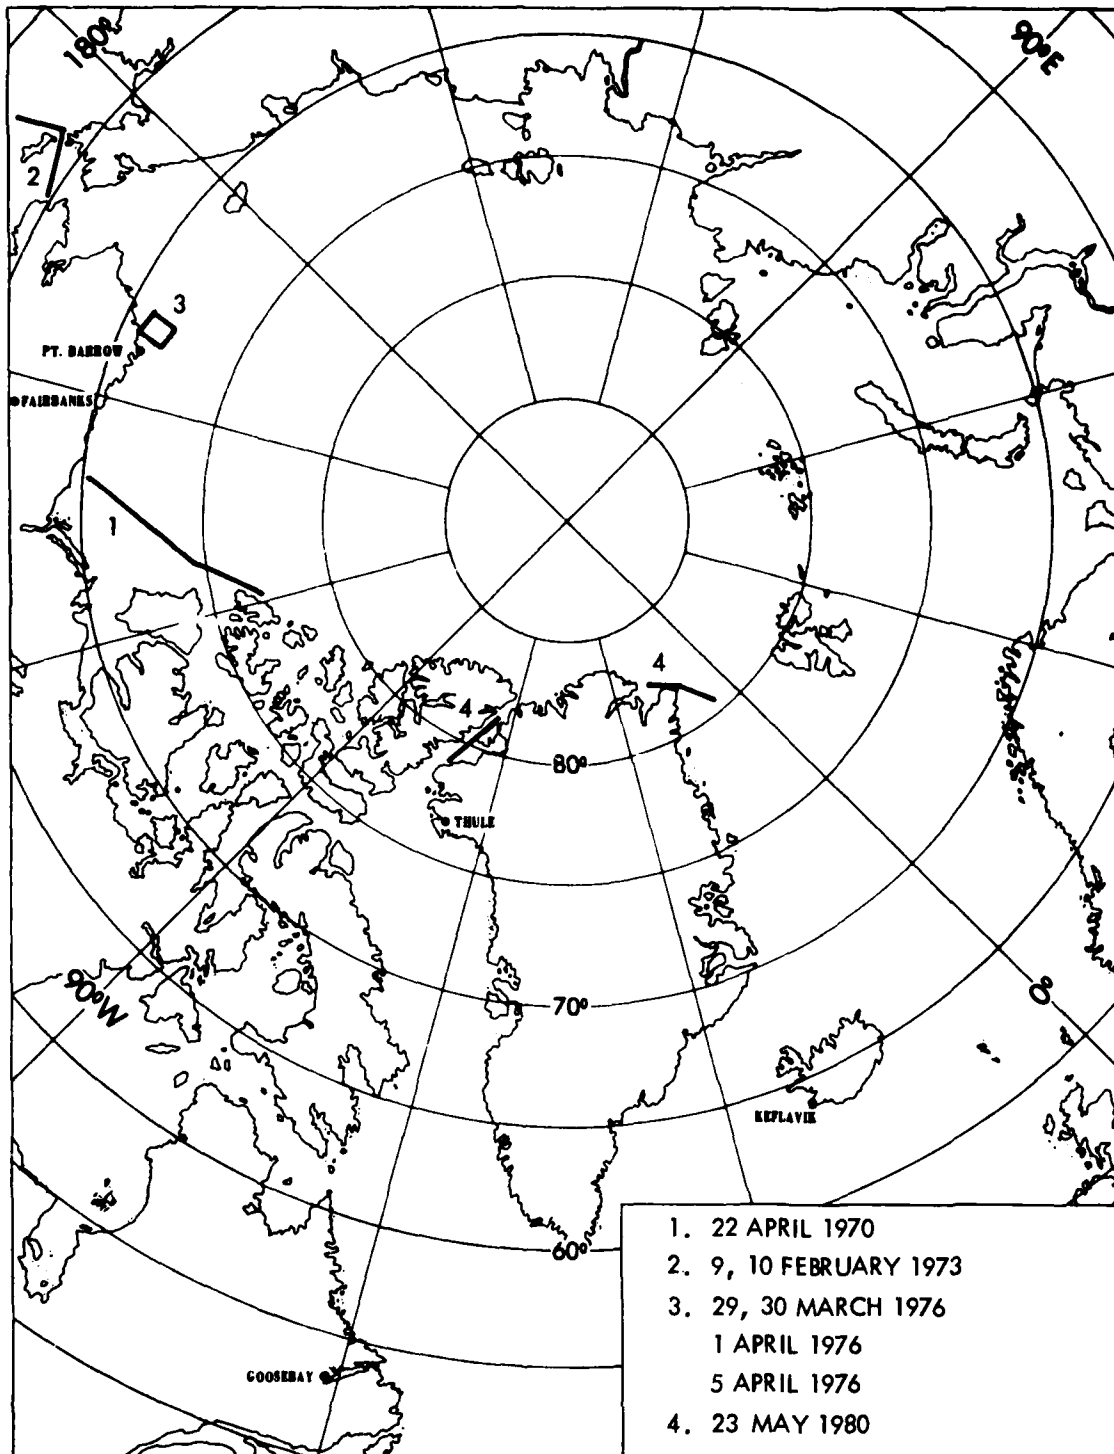 180°
90°E
2
3
PT. BARROW
FAIRBANKS
1
4
4
80°
THULE
90°W
70°
0°
KEFLAVIK
60°
GOOSEBAY
1. 22 APRIL 1970
2. 9, 10 FEBRUARY 1973
3. 29, 30 MARCH 1976
1 APRIL 1976
5 APRIL 1976
4. 23 MAY 1980